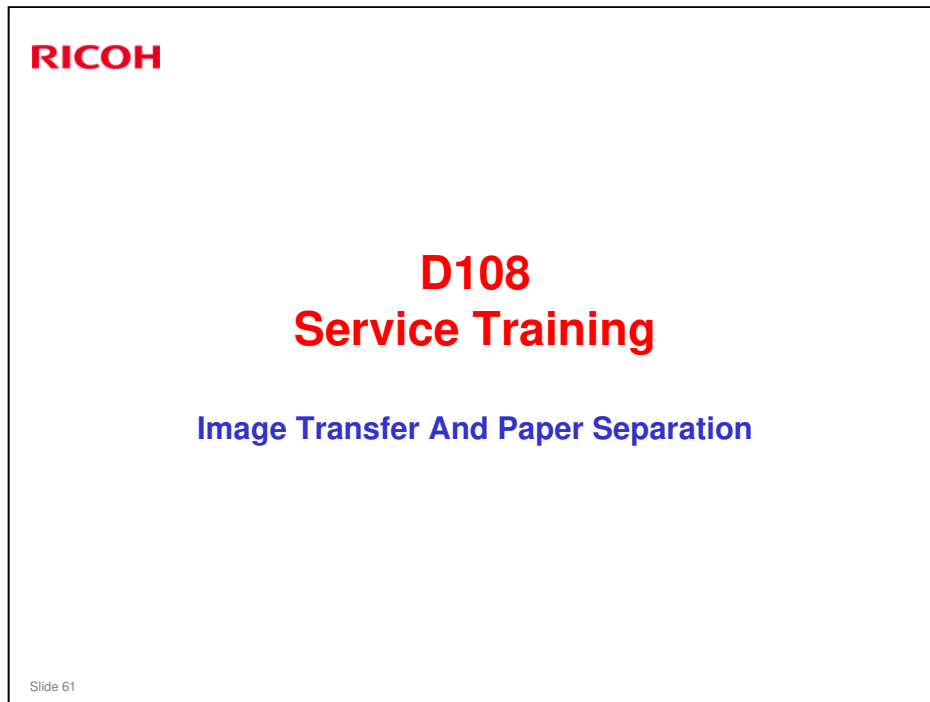 RICOH
D108
Service Training
Image Transfer And Paper Separation
Slide 61